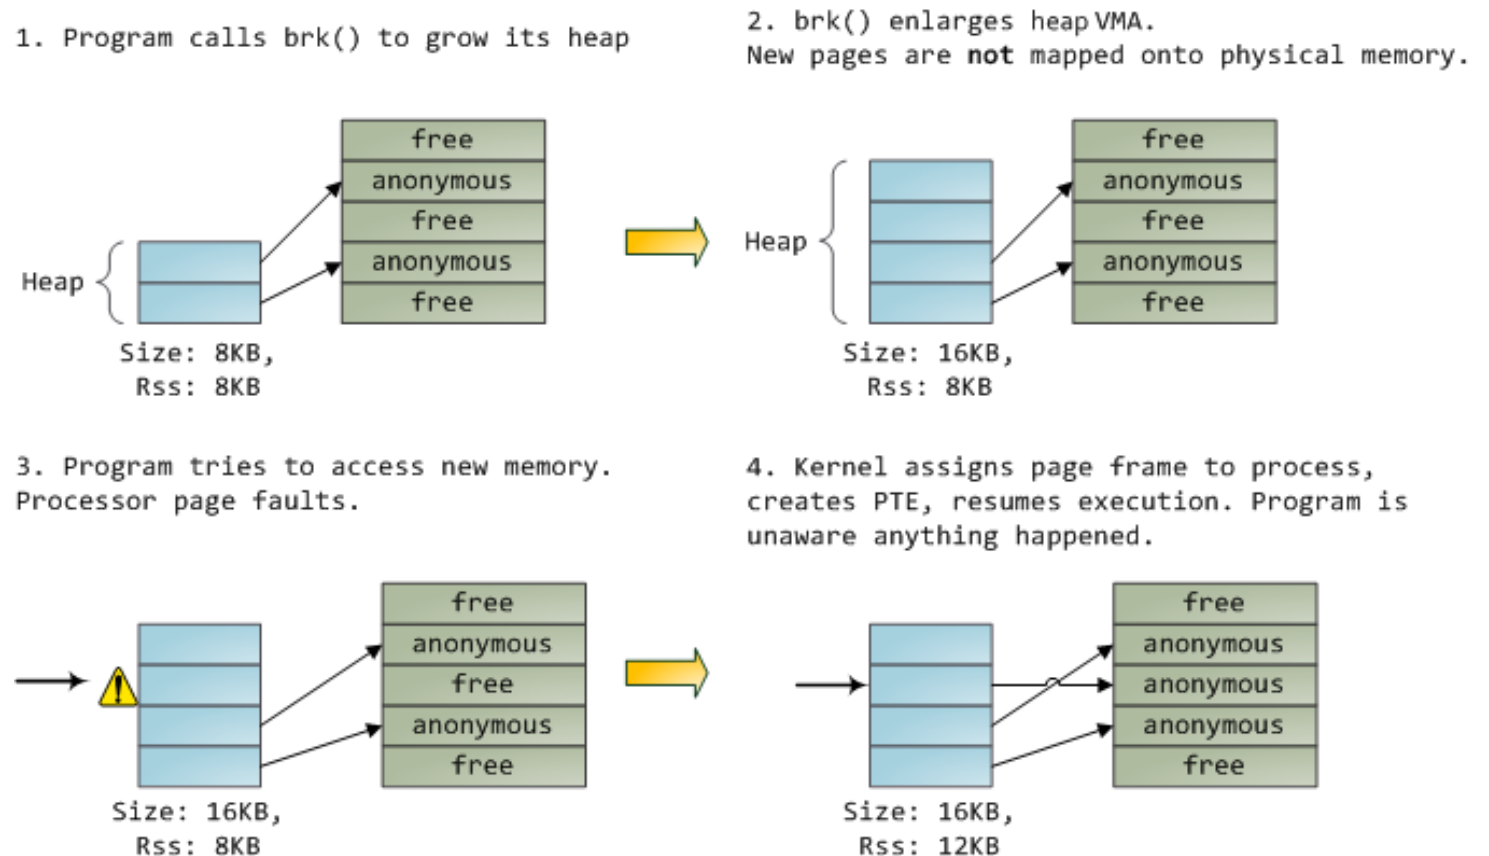 1. Program calls brk() to grow its heap
free
anonymous
free
anonymous
free
Heap
Size: 8KB,
Rss: 8KB
2. brk() enlarges heap VMA.
New pages are not mapped onto physical memory.
free
anonymous
free
anonymous
free
Heap
Size: 16KB,
Rss: 8KB
3. Program tries to access new memory.
Processor page faults.
free
anonymous
free
anonymous
free
Size: 16KB,
Rss: 8KB
4. Kernel assigns page frame to process,
creates PTE, resumes execution. Program is
unaware anything happened.
free
anonymous
anonymous
anonymous
free
Size: 16KB,
Rss: 12KB